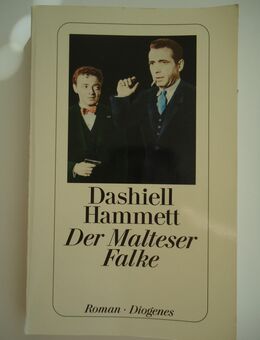 Dashiell
Hammett
Der Malteser
Falke
Roman · Diogenes